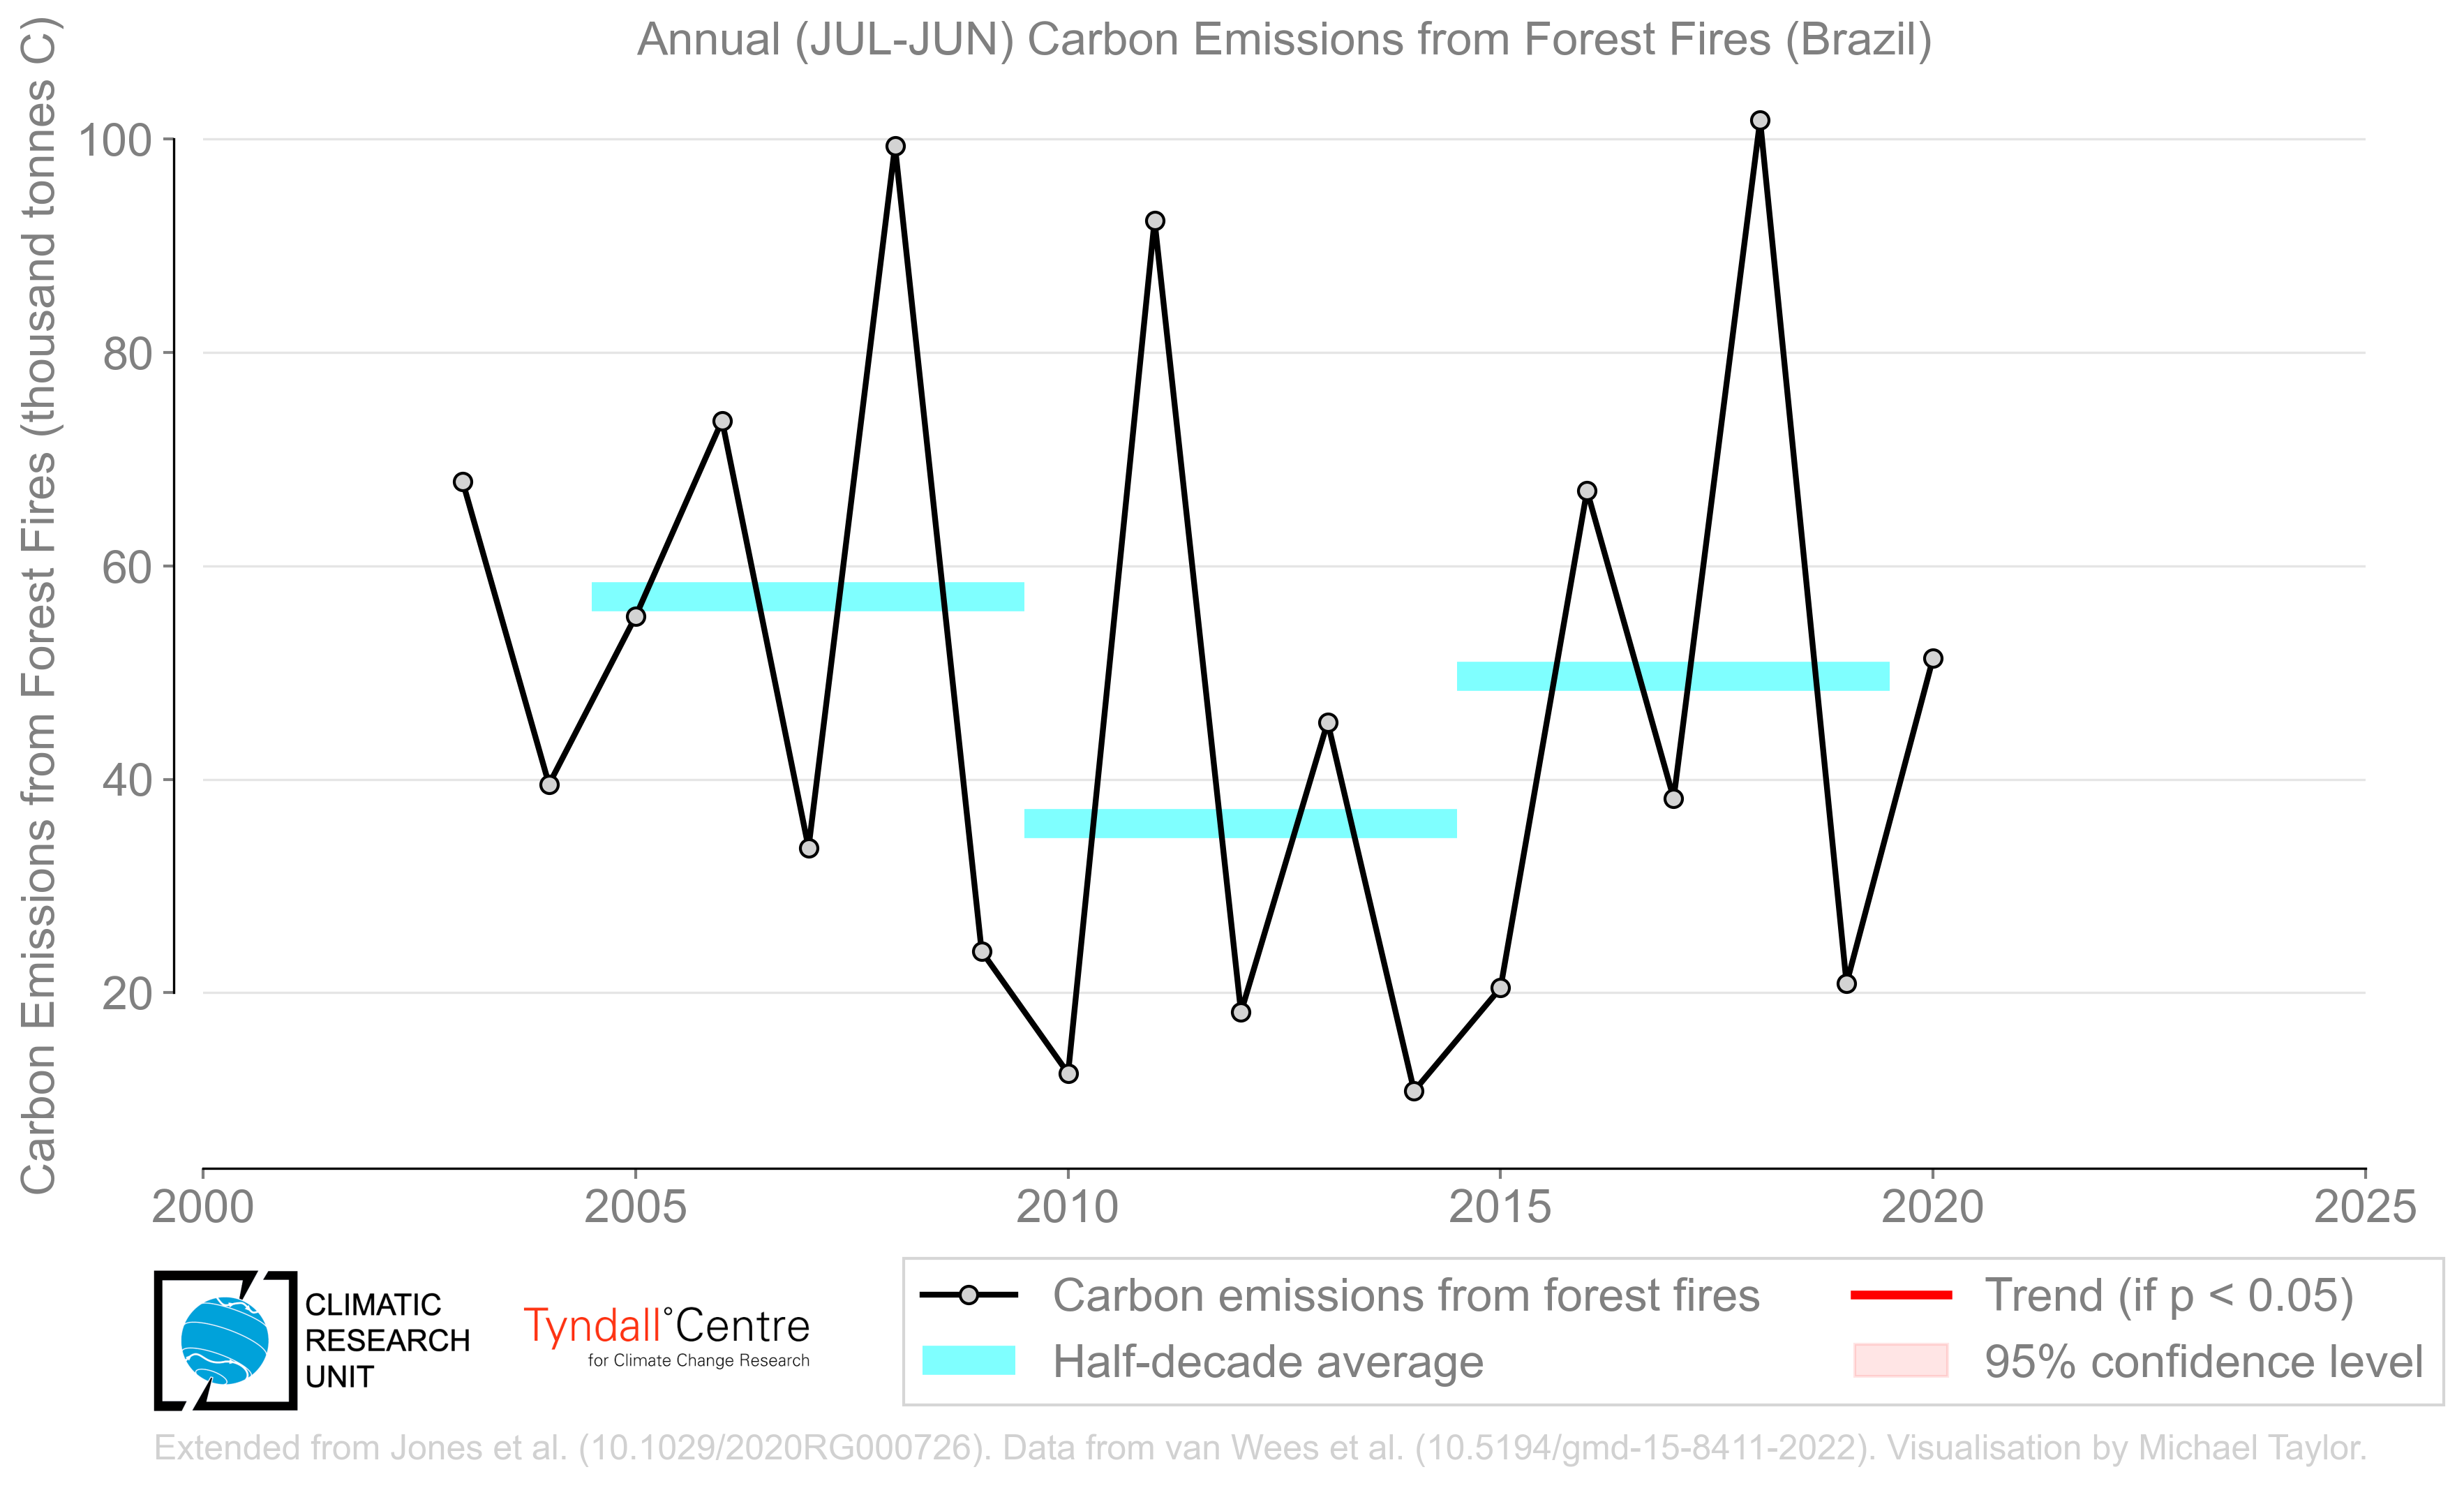 Annual (JUL-JUN) Carbon Emissions from Forest Fires (Brazil)
Carbon Emissions from Forest Fires (thousand tonnes C)
100
80
60
40
20
2000 2005 2010 2015 2020 2025
CLIMATIC
RESEARCH
UNIT
Tyndall°Centre
for Climate Change Research
Carbon emissions from forest fires
Half-decade average
Trend (if p < 0.05)
95% confidence level
Extended from Jones et al. (10.1029/2020RG000726). Data from van Wees et al. (10.5194/gmd-15-8411-2022). Visualisation by Michael Taylor.